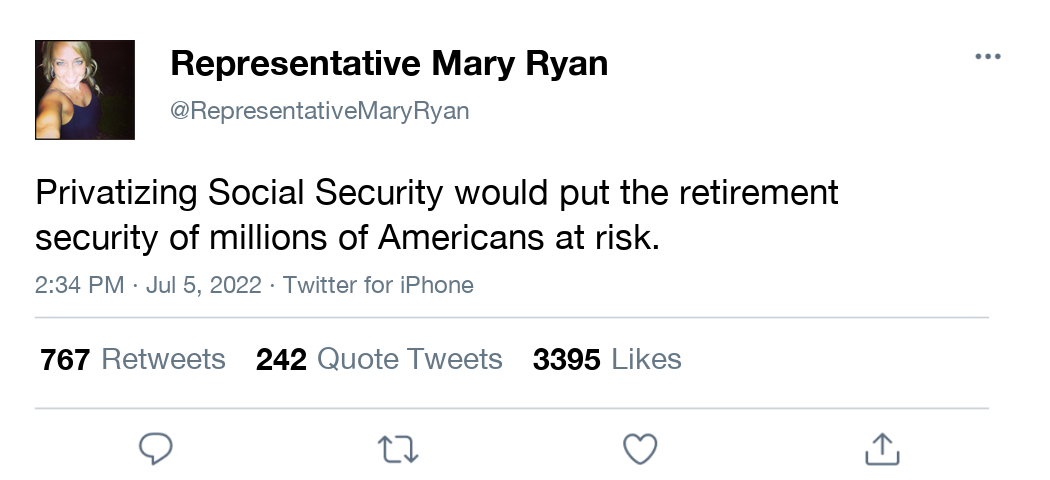 Representative Mary Ryan
@RepresentativeMaryRyan
Privatizing Social Security would put the retirement
security of millions of Americans at risk.
2:34 PM · Jul 5, 2022 · Twitter for iPhone
767 Retweets 242 Quote Tweets 3395 Likes